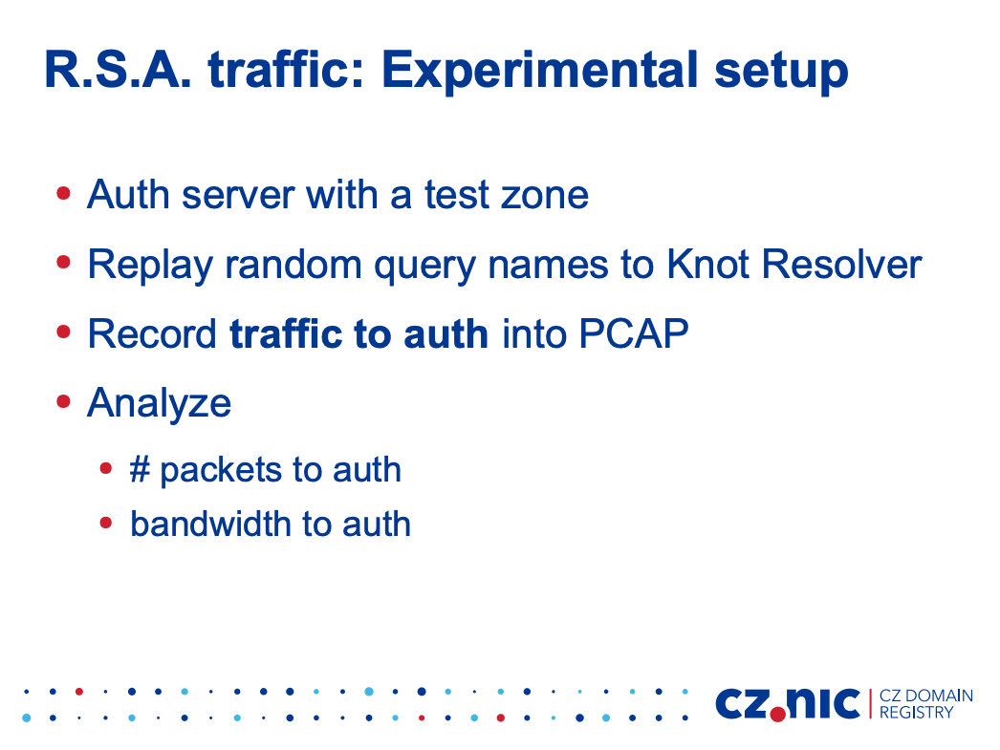 R.S.A. traffic: Experimental setup
Auth server with a test zone
Replay random query names to Knot Resolver
Record traffic to auth into PCAP
Analyze
# packets to auth
bandwidth to auth
CZ.NIC
CZ DOMAIN
REGISTRY